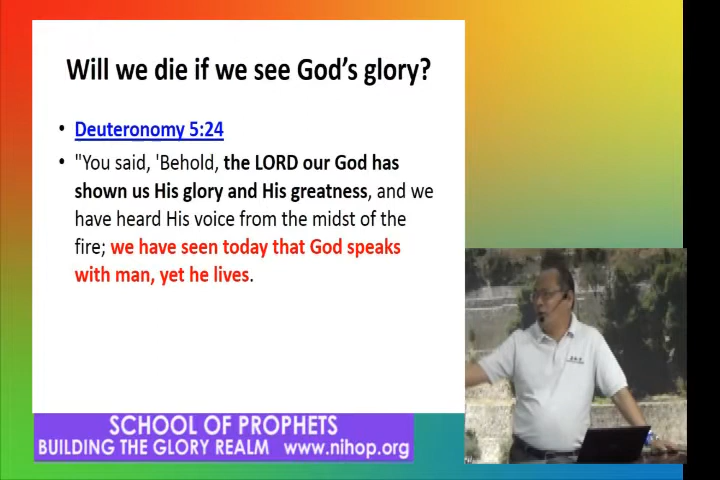 Will we die if we see God's glory?
• Deuteronomy 5:24
• "You said, 'Behold, the LORD our God has
shown us His glory and His greatness, and we
have heard His voice from the midst of the
fire; we have seen today that God speaks
with man, yet he lives.
SCHOOL OF PROPHETS
BUILDING THE GLORY REALM www.nihop.org